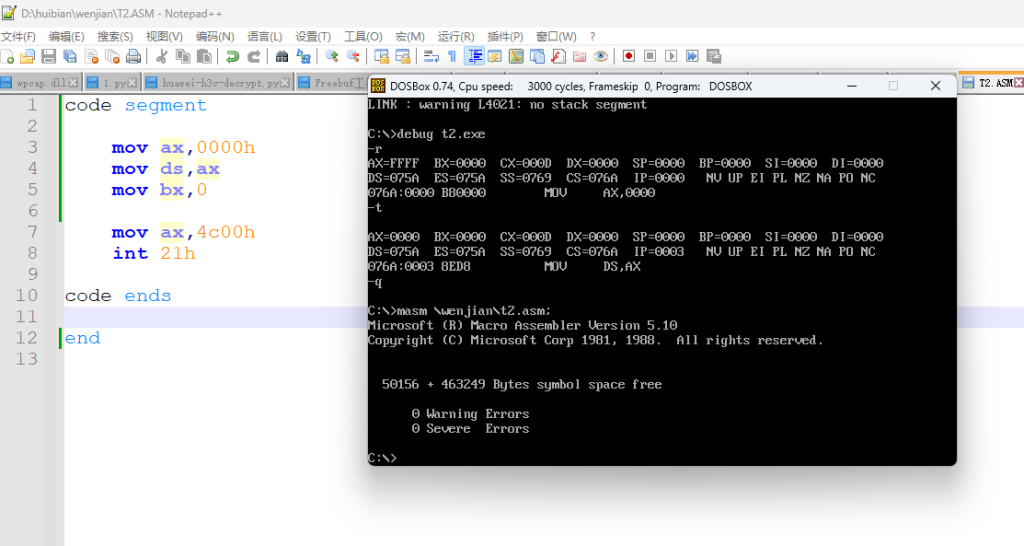 D:\huibian\wenjian\T2.ASM - Notepad++
文件(F) 编辑(E) 搜索(S) 视图(V) 编码(N) 语言(L) 设置(T) 工具(O) 宏(M) 运行(R) 插件(P) 窗口(W) ?
wpcap.dll 1.py huawei-h3c-decrypt.py Freebuf T2.ASM
1 code segment
2
3 mov ax,0000h
4 mov ds,ax
5 mov bx,0
6
7 mov ax,4c00h
8 int 21h
9
10 code ends
11
12 end
13
DOSBox 0.74, Cpu speed: 3000 cycles, Frameskip 0, Program: DOSBOX
LINK : warning L4021: no stack segment
C:\>debug t2.exe
-r
AX=FFFF BX=0000 CX=000D DX=0000 SP=0000 BP=0000 SI=0000 DI=0000
DS=075A ES=075A SS=0769 CS=076A IP=0000 NV UP EI PL NZ NA PO NC
076A:0000 B80000 MOV AX,0000
-t
AX=0000 BX=0000 CX=000D DX=0000 SP=0000 BP=0000 SI=0000 DI=0000
DS=075A ES=075A SS=0769 CS=076A IP=0003 NV UP EI PL NZ NA PO NC
076A:0003 8ED8 MOV DS,AX
-q
C:\>masm \wenjian\t2.asm;
Microsoft (R) Macro Assembler Version 5.10
Copyright (C) Microsoft Corp 1981, 1988. All rights reserved.
50156 + 463249 Bytes symbol space free
0 Warning Errors
0 Severe Errors
C:\>